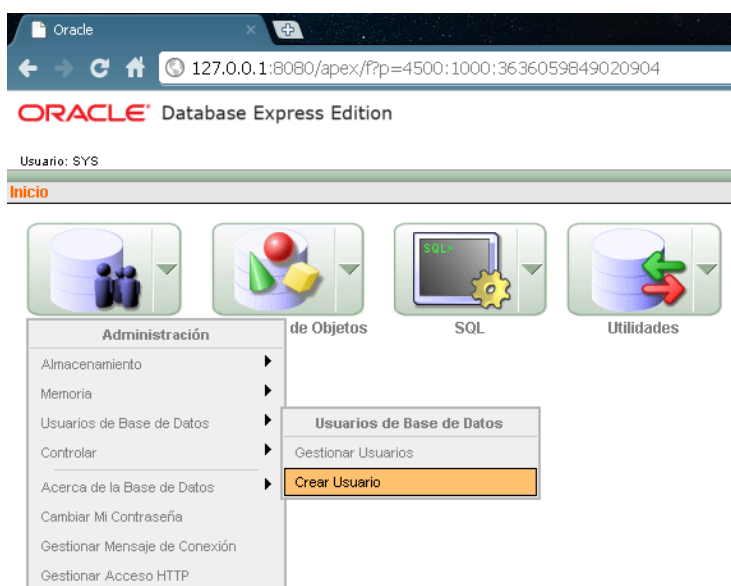 Oracle
127.0.0.1:8080/apex/f?p=4500:1000:3636059849020904
ORACLE Database Express Edition
Usuario: SYS
Inicio
SQL>
de Objetos
SQL
Utilidades
Administración
Almacenamiento
Memoria
Usuarios de Base de Datos
Controlar
Acerca de la Base de Datos
Cambiar Mi Contraseña
Gestionar Mensaje de Conexión
Gestionar Acceso HTTP
Usuarios de Base de Datos
Gestionar Usuarios
Crear Usuario